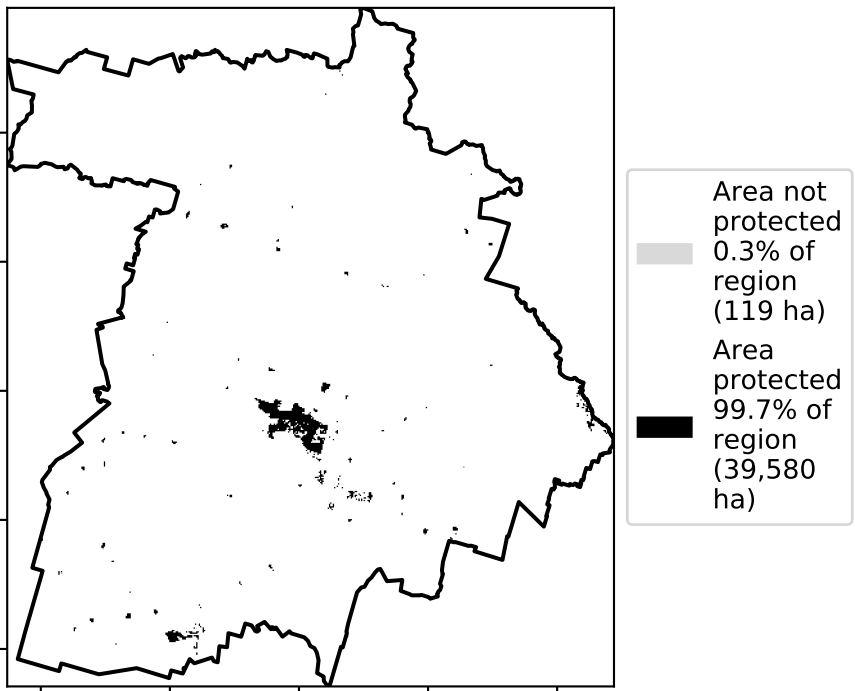 Area not
protected
0.3% of
region
(119 ha)
Area
protected
99.7% of
region
(39,580
ha)